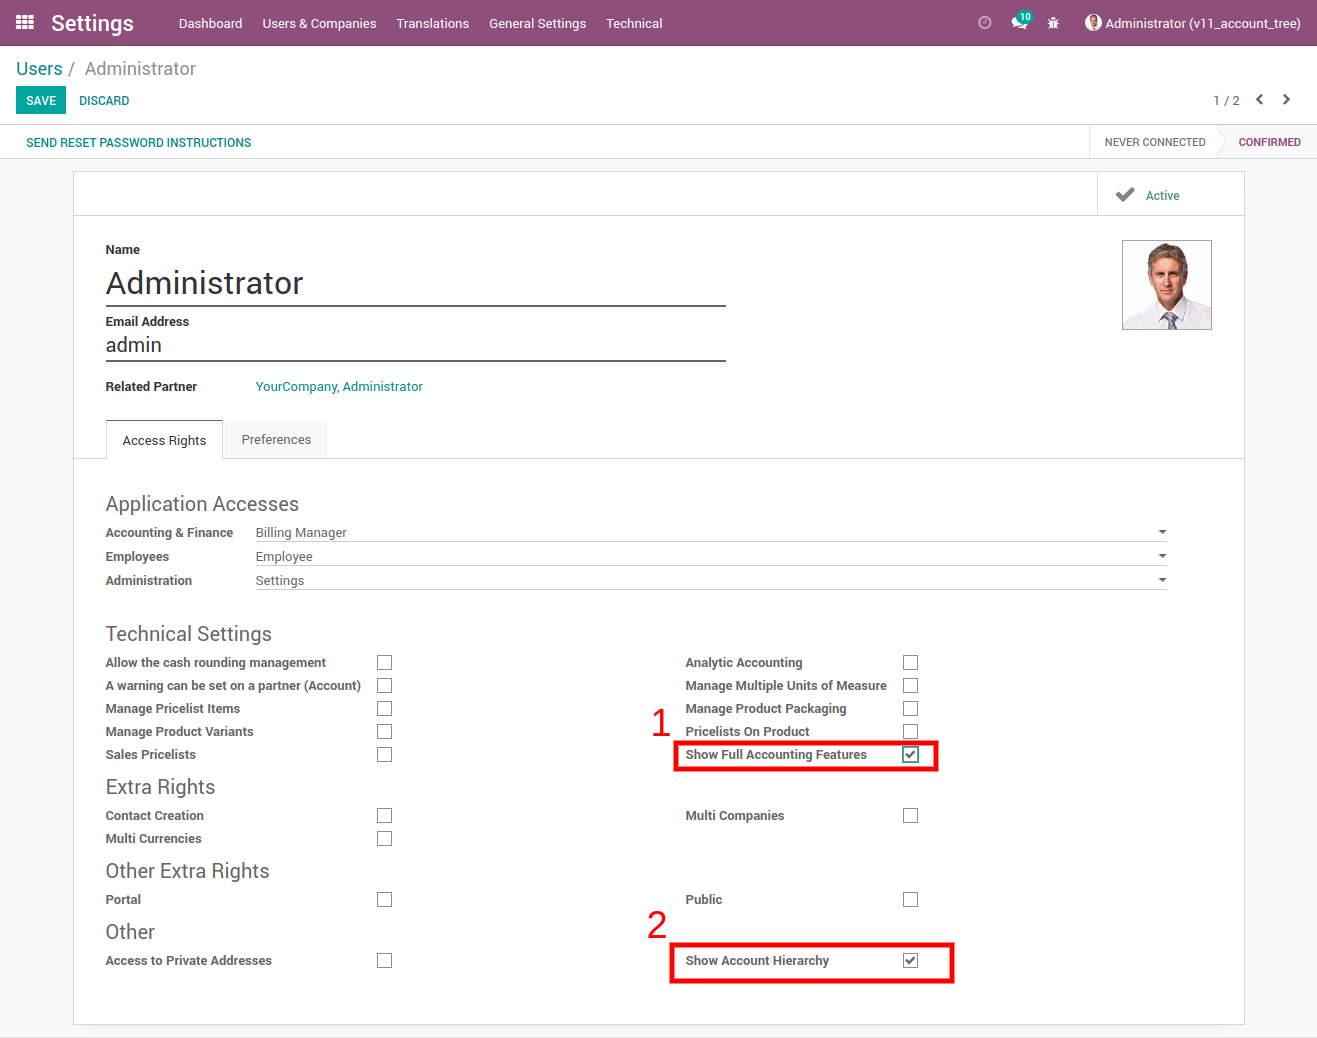 Settings Dashboard Users & Companies Translations General Settings Technical 10 Administrator (v11_account_tree)
Users / Administrator
SAVE DISCARD 1 / 2
SEND RESET PASSWORD INSTRUCTIONS NEVER CONNECTED CONFIRMED
Active
Name
Administrator
Email Address
admin
Related Partner YourCompany, Administrator
Access Rights Preferences
Application Accesses
Accounting & Finance Billing Manager
Employees Employee
Administration Settings
Technical Settings
Allow the cash rounding management Analytic Accounting
A warning can be set on a partner (Account) Manage Multiple Units of Measure
Manage Pricelist Items Manage Product Packaging
Manage Product Variants 1 Pricelists On Product
Sales Pricelists Show Full Accounting Features
Extra Rights
Contact Creation Multi Companies
Multi Currencies
Other Extra Rights
Portal Public
Other 2
Access to Private Addresses Show Account Hierarchy